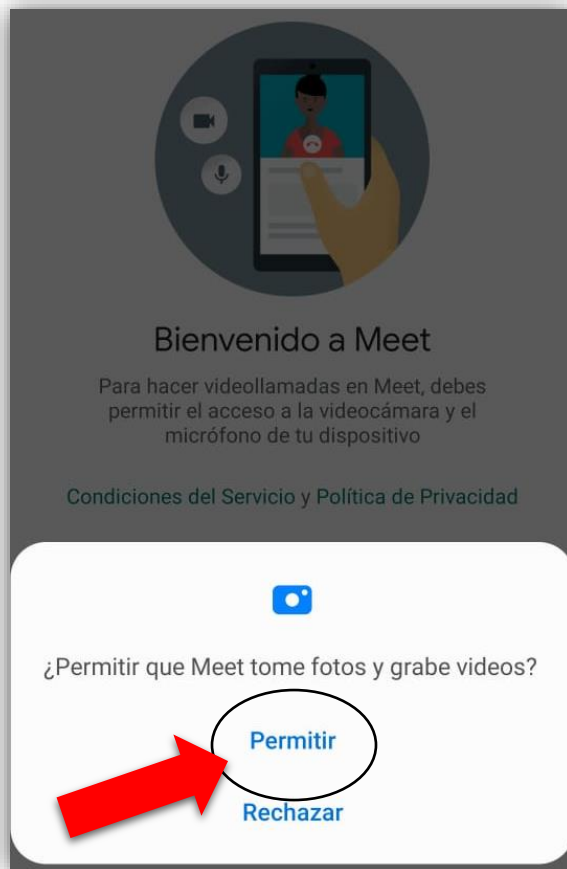 Bienvenido a Meet
Para hacer videollamadas en Meet, debes
permitir el acceso a la videocámara y el
micrófono de tu dispositivo
Condiciones del Servicio y Política de Privacidad
¿Permitir que Meet tome fotos y grabe videos?
Permitir
Rechazar